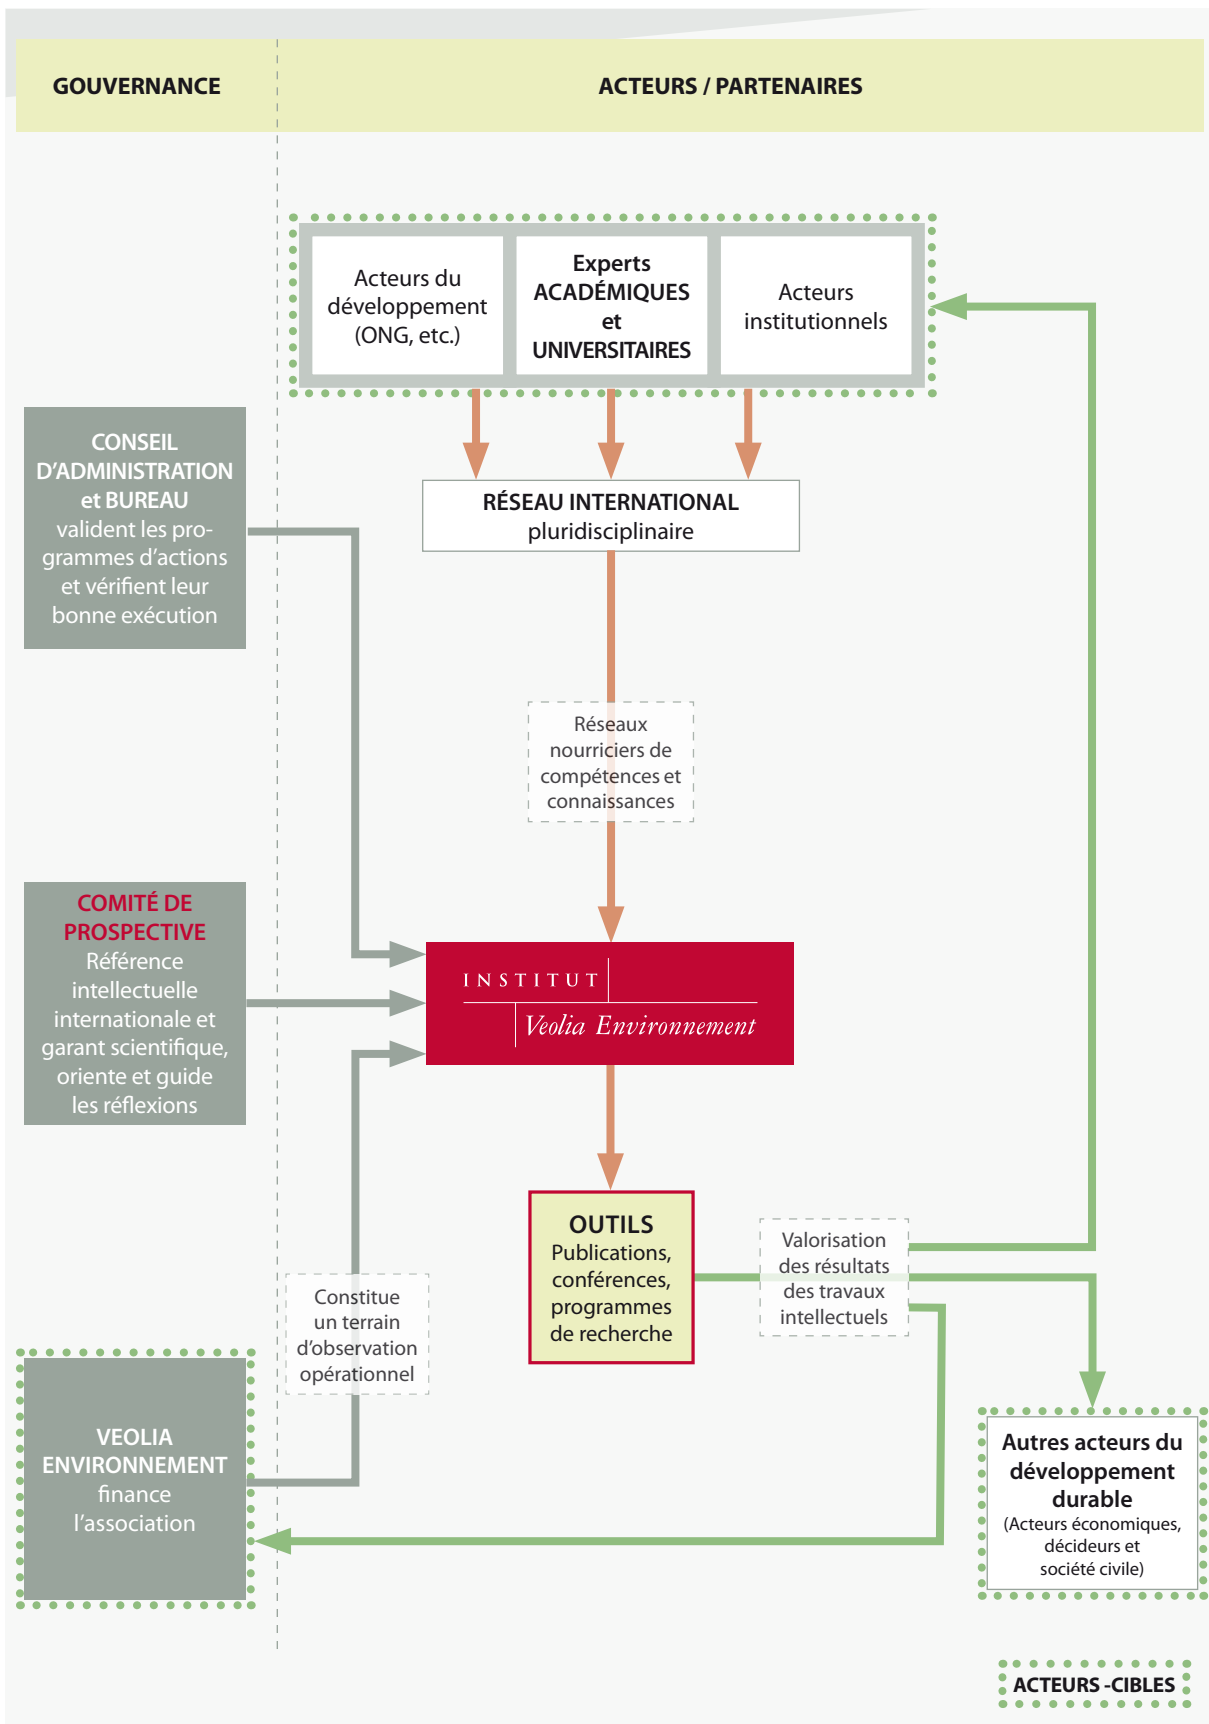 GOUVERNANCE
ACTEURS / PARTENAIRES
Acteurs du
développement
(ONG, etc.)
Experts
ACADÉMIQUES
et
UNIVERSITAIRES
Acteurs
institutionnels
CONSEIL
D’ADMINISTRATION
et BUREAU
valident les pro-
grammes d’actions
et vérifient leur
bonne exécution
RÉSEAU INTERNATIONAL
pluridisciplinaire
Réseaux
nourriciers de
compétences et
connaissances
COMITÉ DE
PROSPECTIVE
Référence
intellectuelle
internationale et
garant scientifique,
oriente et guide
les réflexions
INSTITUT
Veolia Environnement
OUTILS
Publications,
conférences,
programmes
de recherche
Valorisation
des résultats
des travaux
intellectuels
Constitue
un terrain
d’observation
opérationnel
VEOLIA
ENVIRONNEMENT
finance
l’association
Autres acteurs du
développement
durable
(Acteurs économiques,
décideurs et
société civile)
ACTEURS -CIBLES